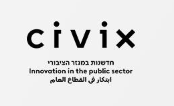 civix
חדשנות במגזר הציבורי
Innovation in the public sector
ابتكار في القطاع العام